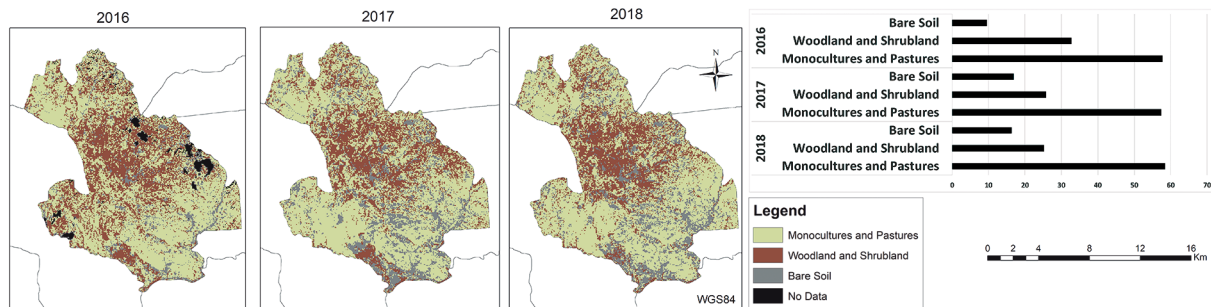 2016
2017
2018
N
WGS84
2016
Bare Soil
Woodland and Shrubland
Monocultures and Pastures
2017
Bare Soil
Woodland and Shrubland
Monocultures and Pastures
2018
Bare Soil
Woodland and Shrubland
Monocultures and Pastures
0 10 20 30 40 50 60 70
Legend
Monocultures and Pastures
Woodland and Shrubland
Bare Soil
No Data
0 2 4 8 12 16
Km